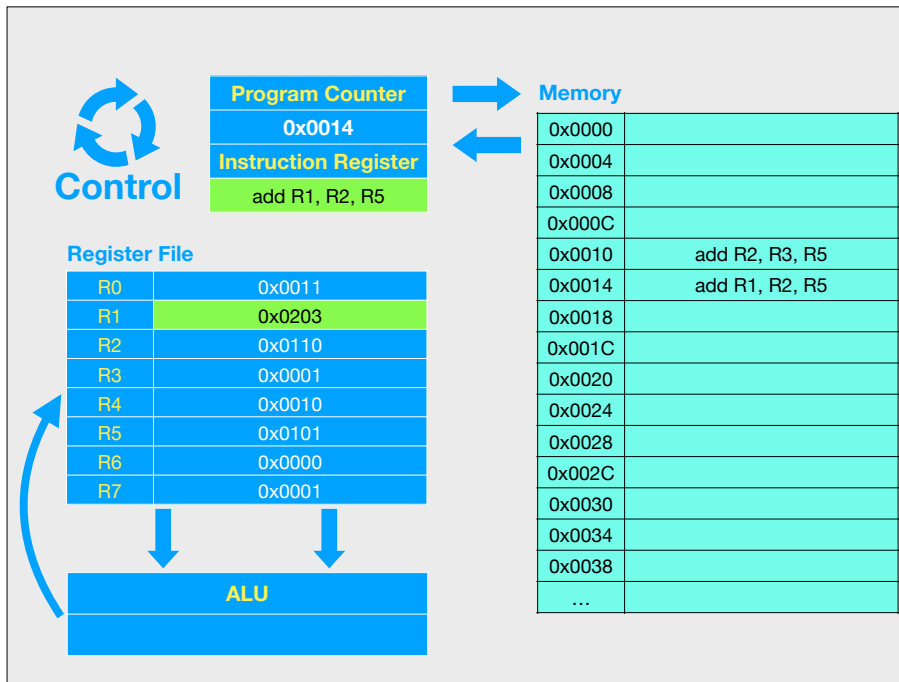 Control
Program Counter
0x0014
Instruction Register
add R1, R2, R5
Register File
R0 0x0011
R1 0x0203
R2 0x0110
R3 0x0001
R4 0x0010
R5 0x0101
R6 0x0000
R7 0x0001
ALU
Memory
0x0000
0x0004
0x0008
0x000C
0x0010 add R2, R3, R5
0x0014 add R1, R2, R5
0x0018
0x001C
0x0020
0x0024
0x0028
0x002C
0x0030
0x0034
0x0038
…